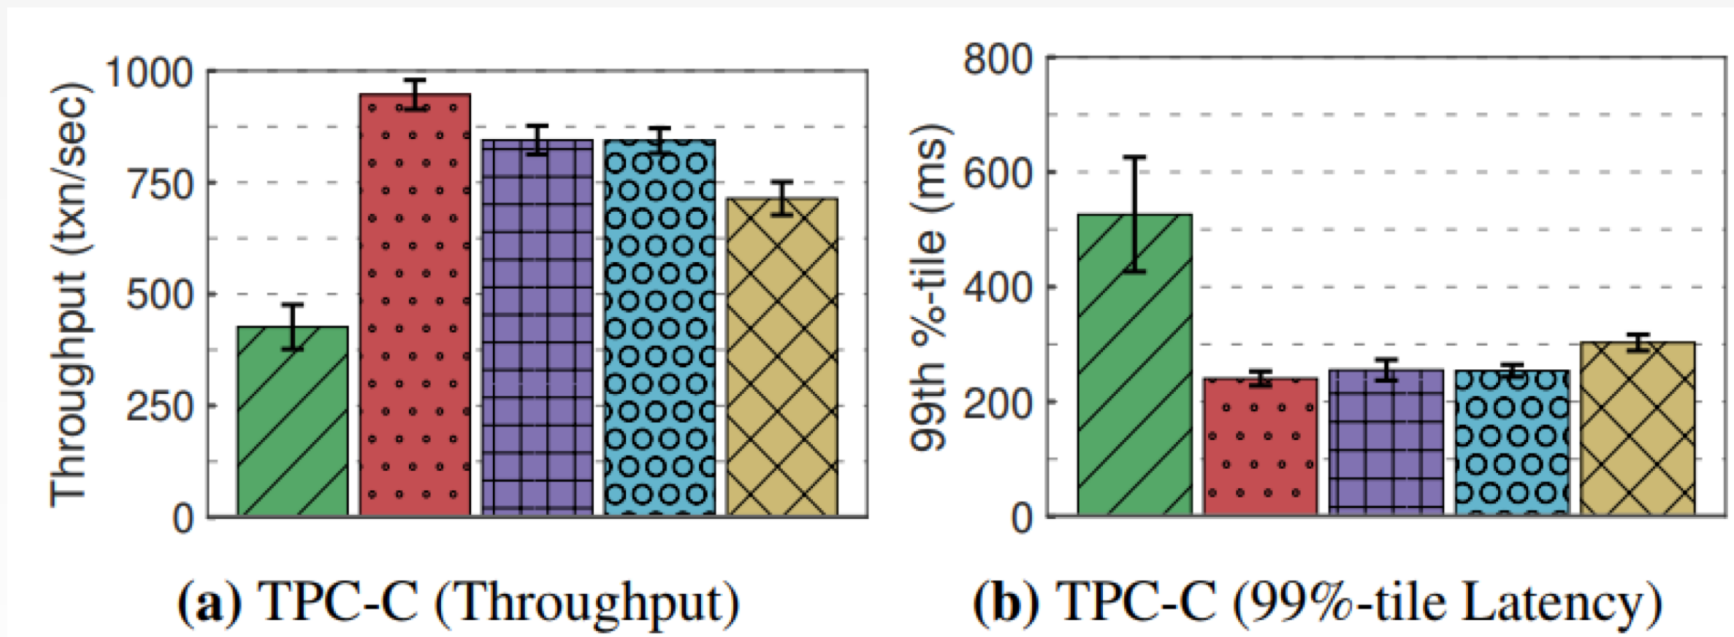 Throughput (txn/sec)
1000
750
500
250
0
(a) TPC-C (Throughput)
99th %-tile (ms)
800
600
400
200
0
(b) TPC-C (99%-tile Latency)